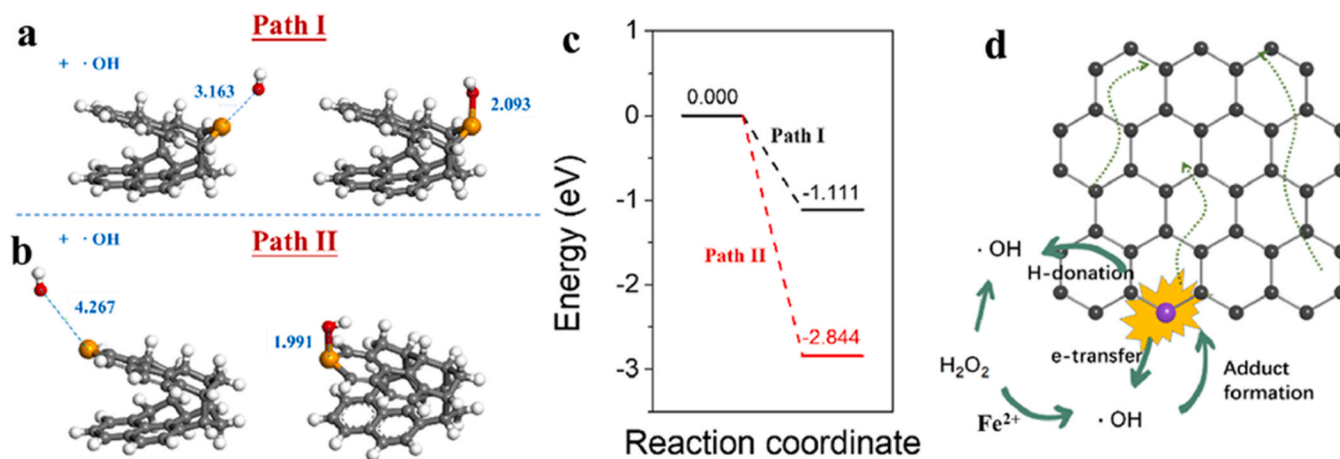 a
Path I
+ · OH
3.163
2.093
b
+ · OH
Path II
4.267
1.991
c
Energy (eV)
1
0
-1
-2
-3
0.000
Path I
-1.111
Path II
-2.844
Reaction coordinate
d
· OH
H-donation
e-transfer
H₂O₂
Adduct
formation
Fe²⁺
· OH